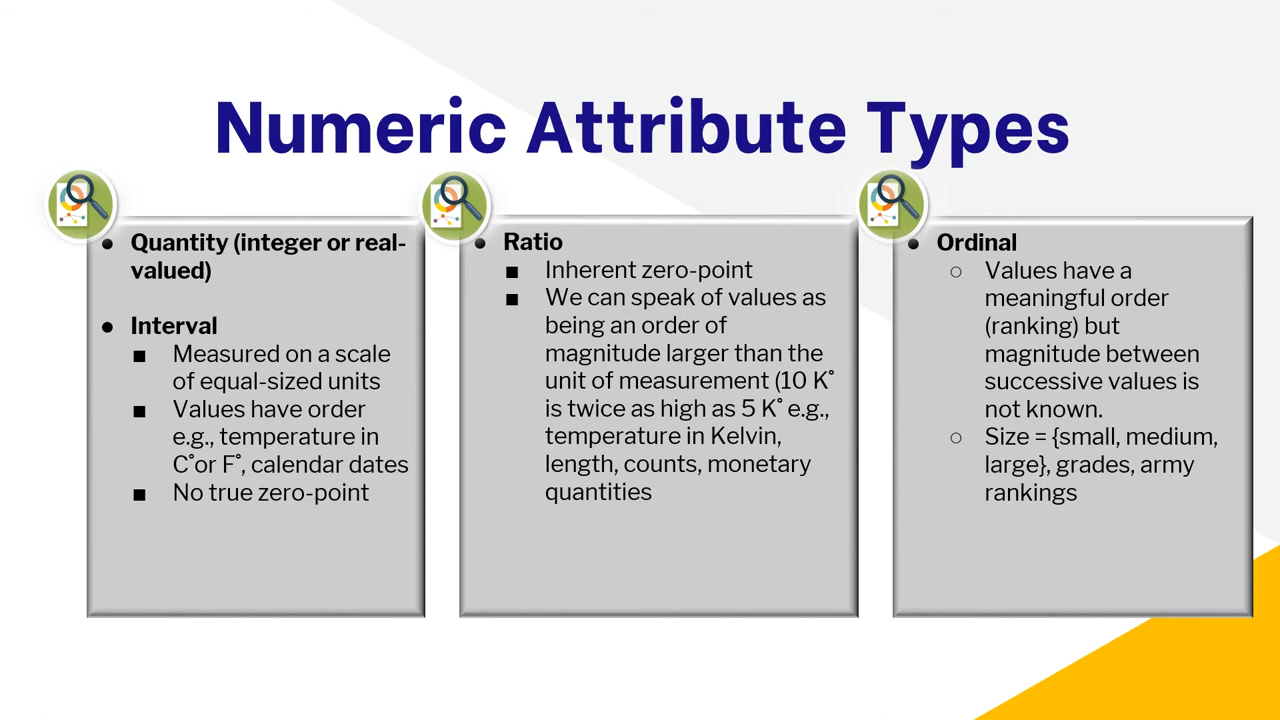 Numeric Attribute Types
● Quantity (integer or real-
valued)
● Interval
■ Measured on a scale
of equal-sized units
■ Values have order
e.g., temperature in
C˚or F˚, calendar dates
■ No true zero-point
● Ratio
■ Inherent zero-point
■ We can speak of values as
being an order of
magnitude larger than the
unit of measurement (10 K˚
is twice as high as 5 K˚ e.g.,
temperature in Kelvin,
length, counts, monetary
quantities
● Ordinal
○ Values have a
meaningful order
(ranking) but
magnitude between
successive values is
not known.
○ Size = {small, medium,
large}, grades, army
rankings